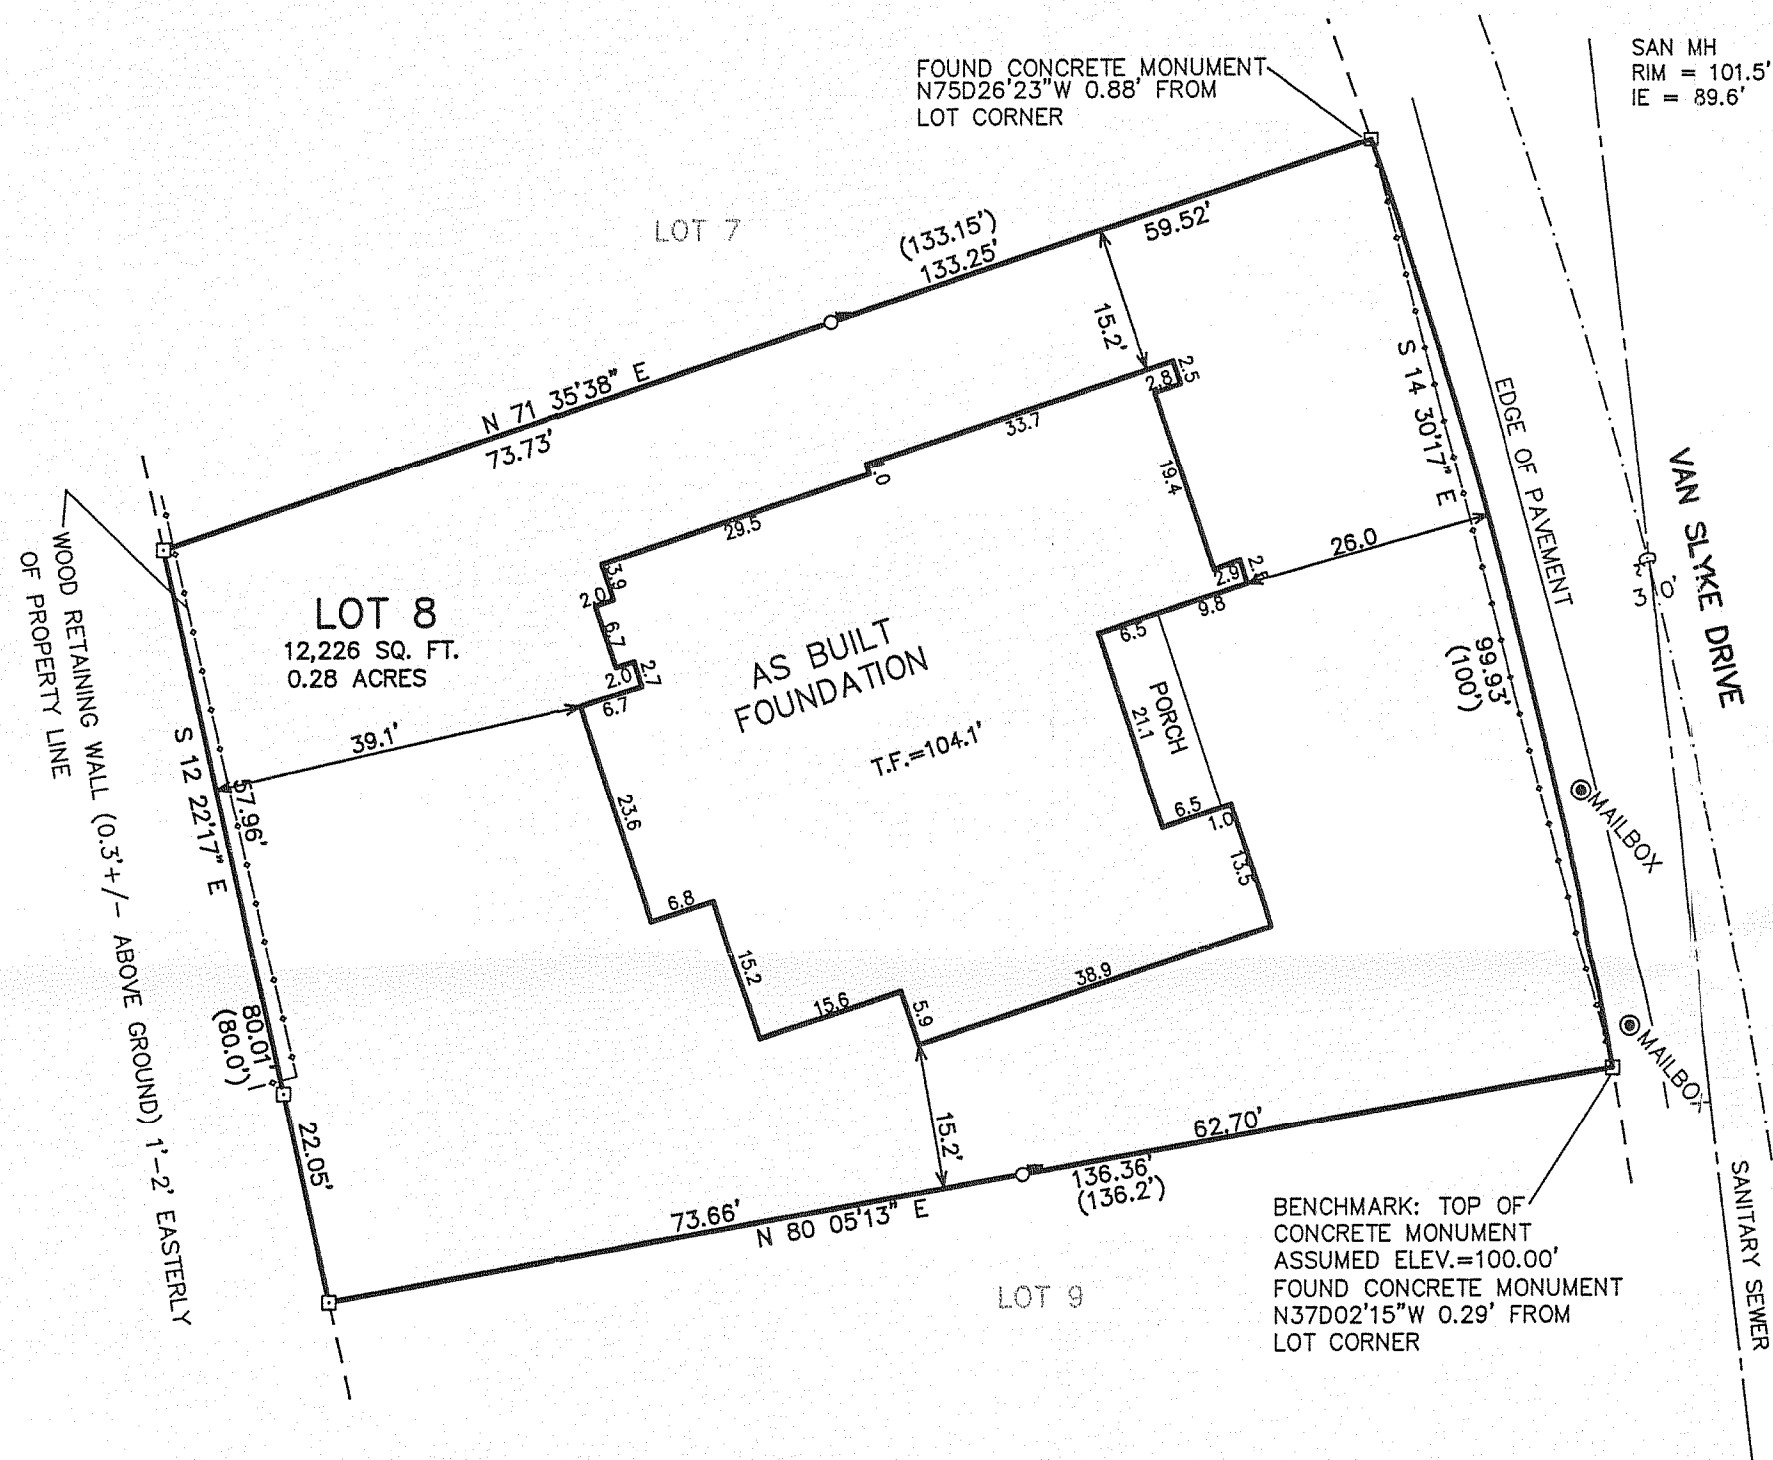 SAN MH
RIM = 101.5'
IE = 89.6'
FOUND CONCRETE MONUMENT
N75D26'23"W 0.88' FROM
LOT CORNER
LOT 7
(133.15')
133.25'
59.52'
N 71 35'38" E
73.73'
15.2'
2.5
2.8
33.7
.0
29.5
19.4
S 14 30'17" E
EDGE OF PAVEMENT
VAN SLYKE DRIVE
26.0
2.9
9.8
6.5
3.9
2.0
6.7
2.7
2.0
6.7
LOT 8
12,226 SQ. FT.
0.28 ACRES
AS BUILT
FOUNDATION
T.F.=104.1'
PORCH
21.1
99.93'
(100')
WOOD RETAINING WALL (0.3'+/- ABOVE GROUND) 1'-2' EASTERLY
OF PROPERTY LINE
39.1'
S 12 22'17" E
57.96'
23.6
6.5
1.0
13.5
MAILBOX
6.8
15.2
15.6
5.9
38.9
80.01'
(80.0')
MAILBOX
22.05'
15.2'
62.70'
136.36'
(136.2')
73.66'
N 80 05'13" E
SANITARY SEWER
LOT 9
BENCHMARK: TOP OF
CONCRETE MONUMENT
ASSUMED ELEV.=100.00'
FOUND CONCRETE MONUMENT
N37D02'15"W 0.29' FROM
LOT CORNER